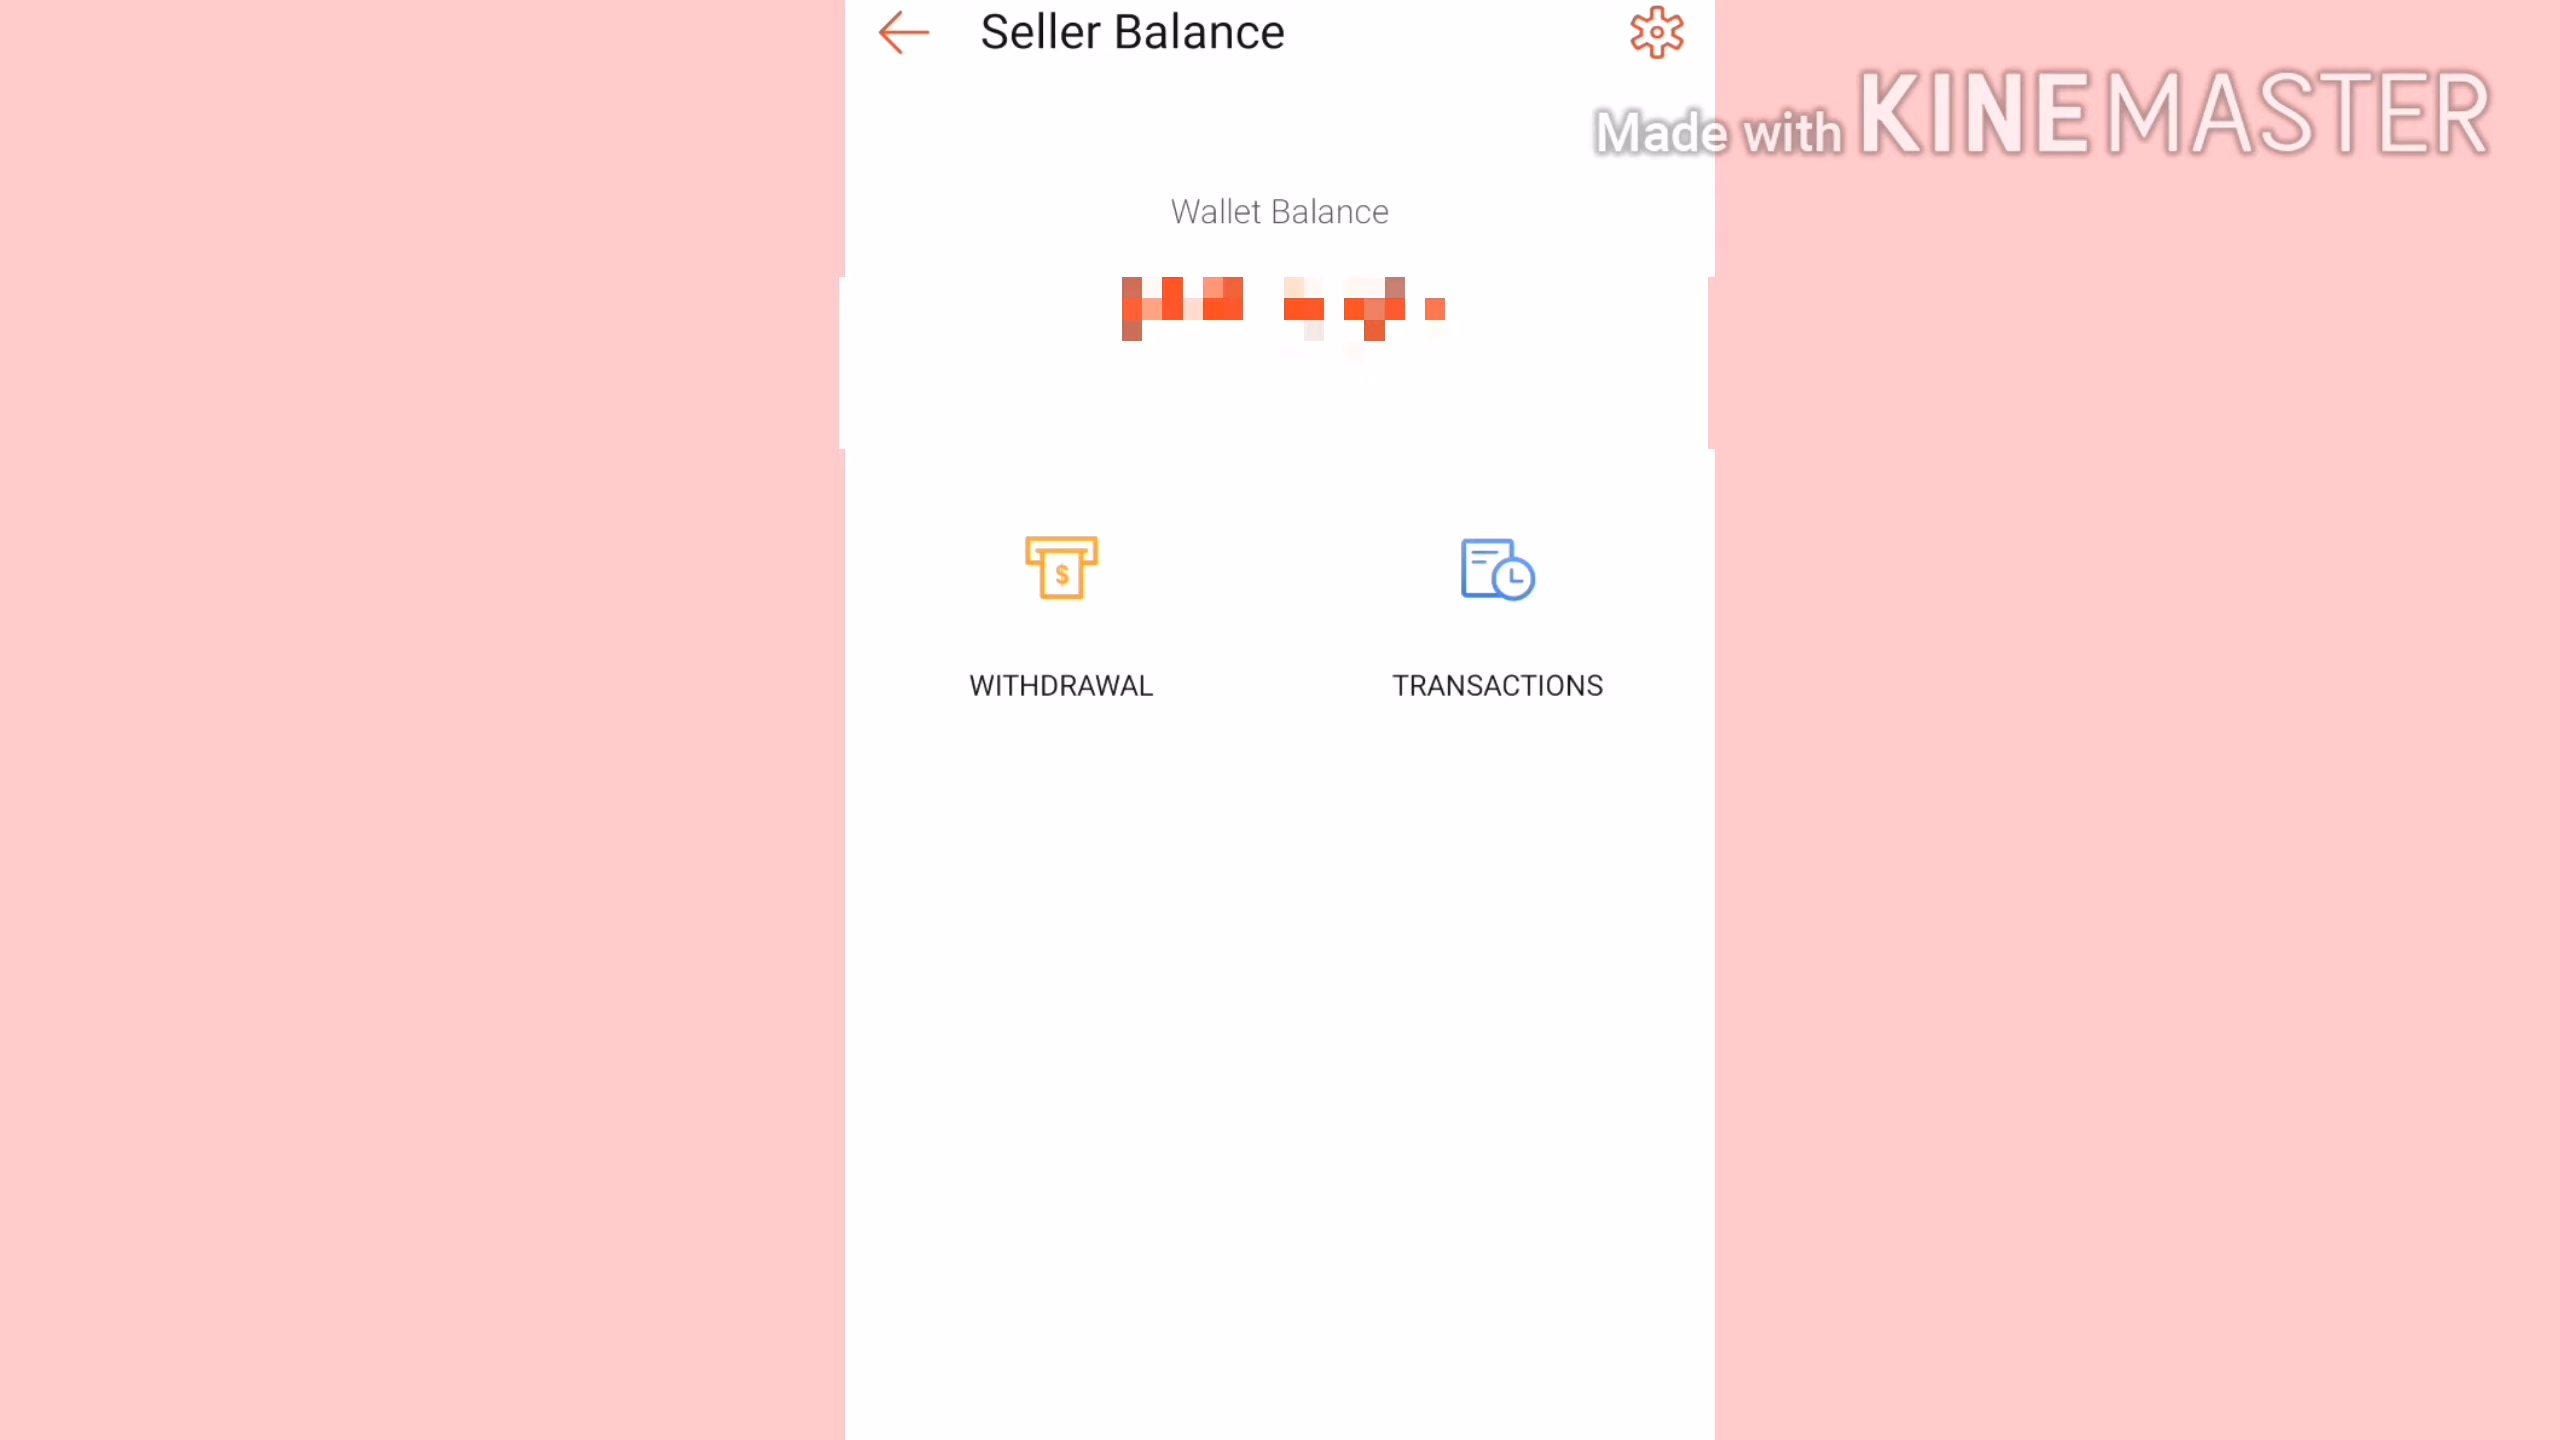 Seller Balance
Made with KINEMASTER
Wallet Balance
WITHDRAWAL
TRANSACTIONS